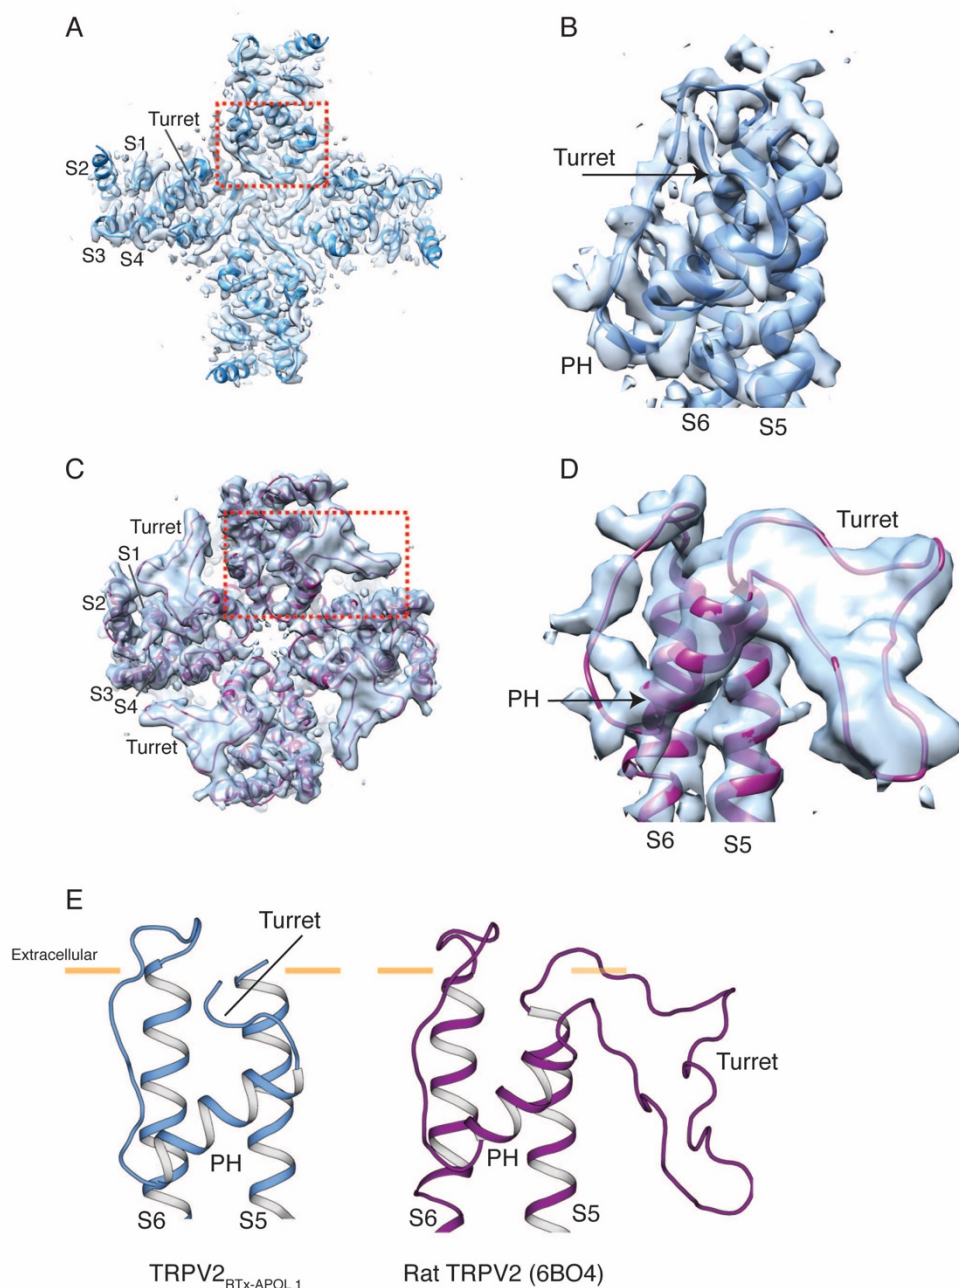 A
B
Turret
S1
S2
S3
S4
Turret
PH
S6
S5
C
D
Turret
S1
S2
S3
S4
Turret
Turret
PH
S6
S5
E
Turret
Extracellular
Turret
PH
S6
S5
PH
S6
S5
TRPV2RTx-APOL 1
Rat TRPV2 (6BO4)